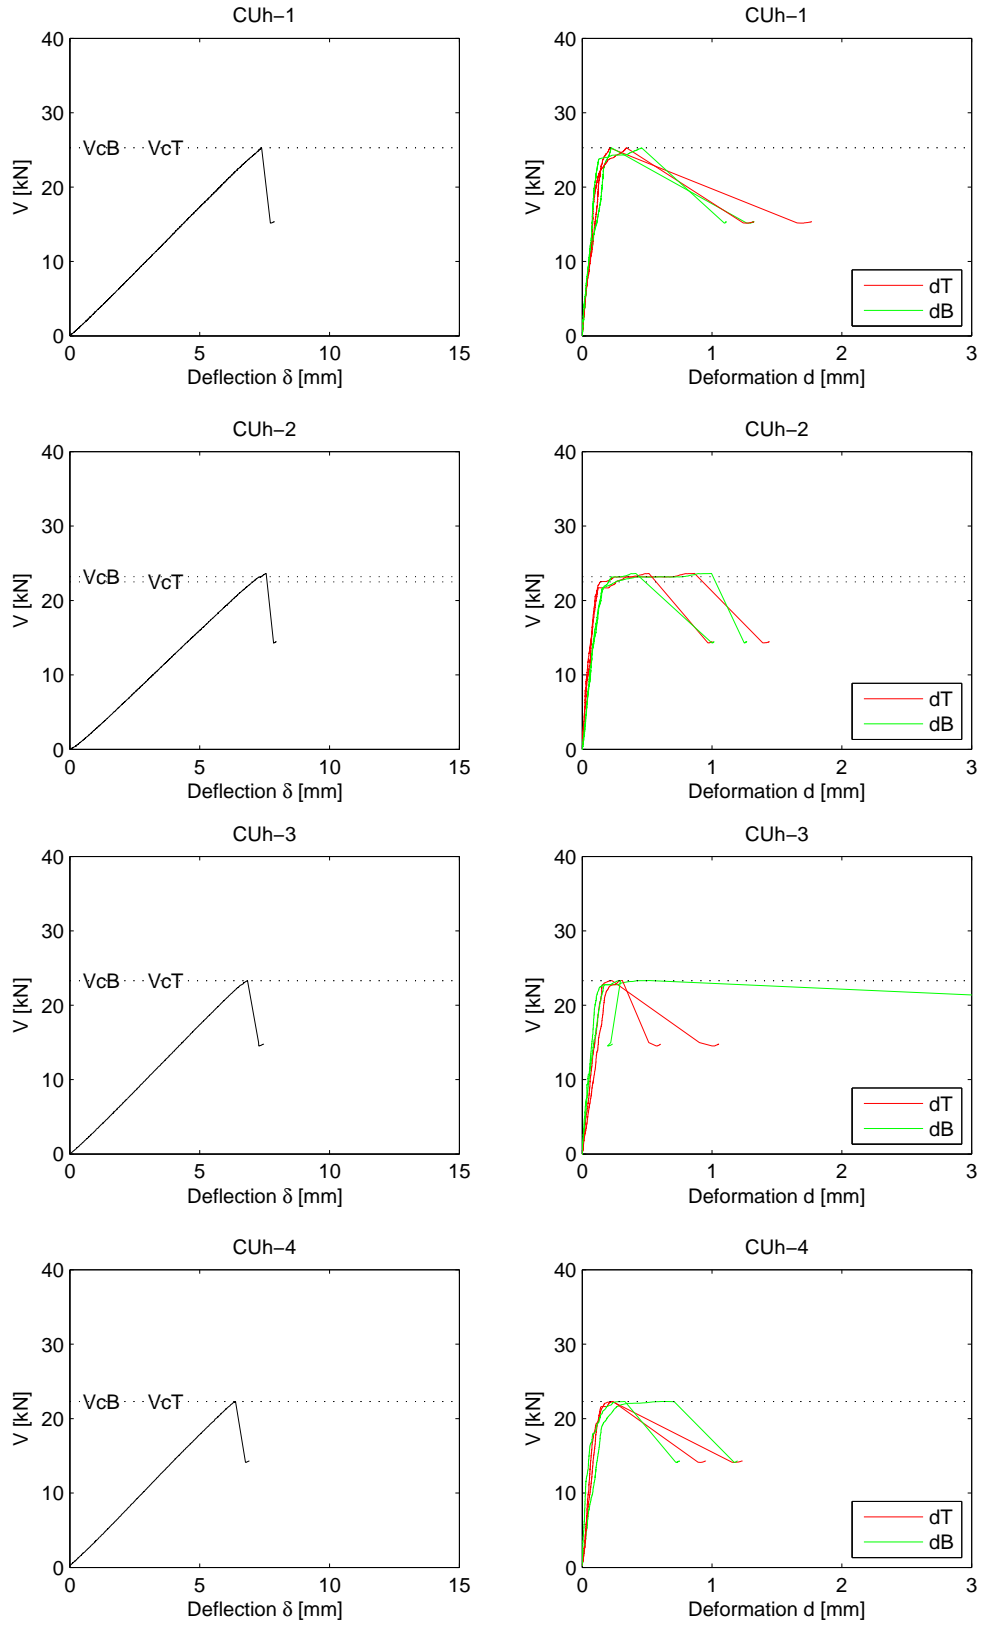 CUh−1
40
30
20
10
0
V [kN]
VcB VcT
0 5 10 15
Deflection δ [mm]
CUh−1
40
30
20
10
0
V [kN]
dT
dB
0 1 2 3
Deformation d [mm]
CUh−2
40
30
20
10
0
V [kN]
VcB VcT
0 5 10 15
Deflection δ [mm]
CUh−2
40
30
20
10
0
V [kN]
dT
dB
0 1 2 3
Deformation d [mm]
CUh−3
40
30
20
10
0
V [kN]
VcB VcT
0 5 10 15
Deflection δ [mm]
CUh−3
40
30
20
10
0
V [kN]
dT
dB
0 1 2 3
Deformation d [mm]
CUh−4
40
30
20
10
0
V [kN]
VcB VcT
0 5 10 15
Deflection δ [mm]
CUh−4
40
30
20
10
0
V [kN]
dT
dB
0 1 2 3
Deformation d [mm]